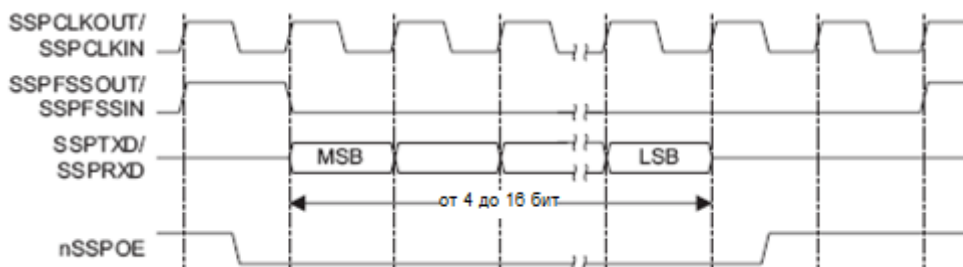 SSPCLKOUT/
SSPCLKIN
SSPFSSOUT/
SSPFSSIN
SSPTXD/
SSPRXD
MSB
LSB
от 4 до 16 бит
nSSPOE